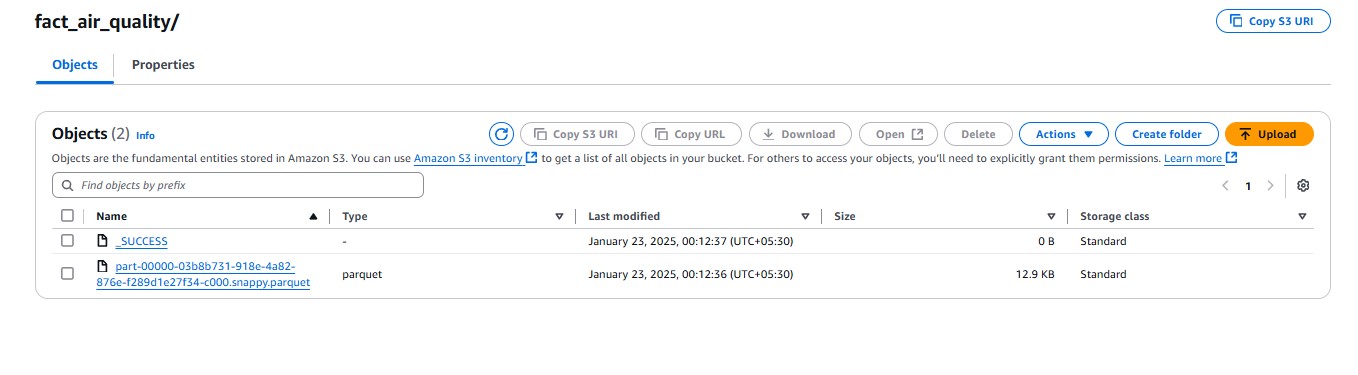 fact_air_quality/
Copy S3 URI
Objects Properties
Objects (2) Info
Copy S3 URI Copy URL Download Open Delete Actions Create folder Upload
Objects are the fundamental entities stored in Amazon S3. You can use Amazon S3 inventory to get a list of all objects in your bucket. For others to access your objects, you'll need to explicitly grant them permissions. Learn more
Find objects by prefix
1
Name Type Last modified Size Storage class
_SUCCESS - January 23, 2025, 00:12:37 (UTC+05:30) 0 B Standard
part-00000-03b8b731-918e-4a82-
876e-f289d1e27f34-c000.snappy.parquet parquet January 23, 2025, 00:12:36 (UTC+05:30) 12.9 KB Standard